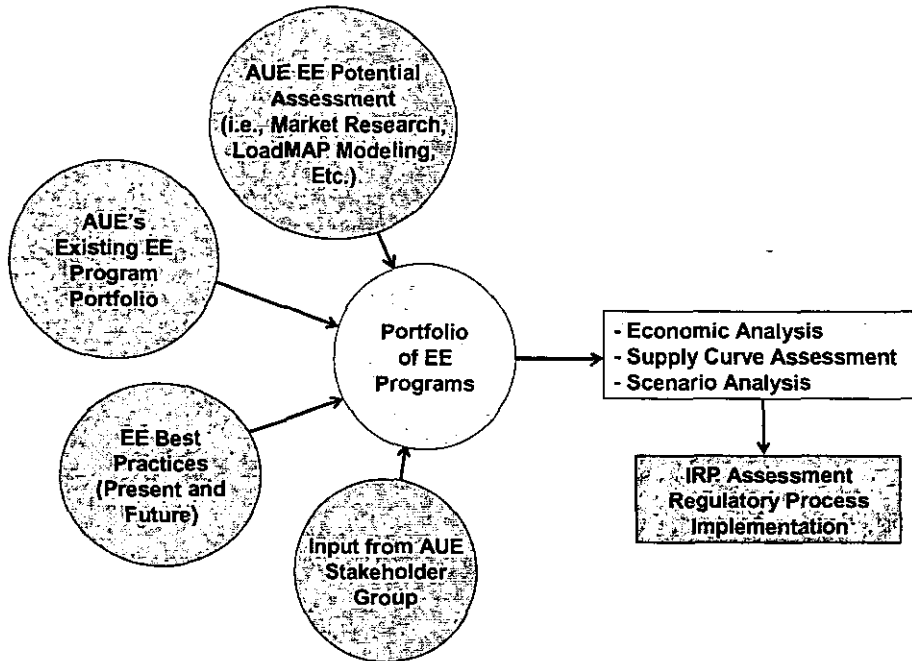 AUE EE Potential
Assessment
(i.e., Market Research,
LoadMAP Modeling,
Etc.)
AUE's
Existing EE
Program
Portfolio
Portfolio
of EE
Programs
- Economic Analysis
- Supply Curve Assessment
- Scenario Analysis
EE Best
Practices
(Present and
Future)
IRP Assessment
Regulatory Process
Implementation
Input from AUE
Stakeholder
Group